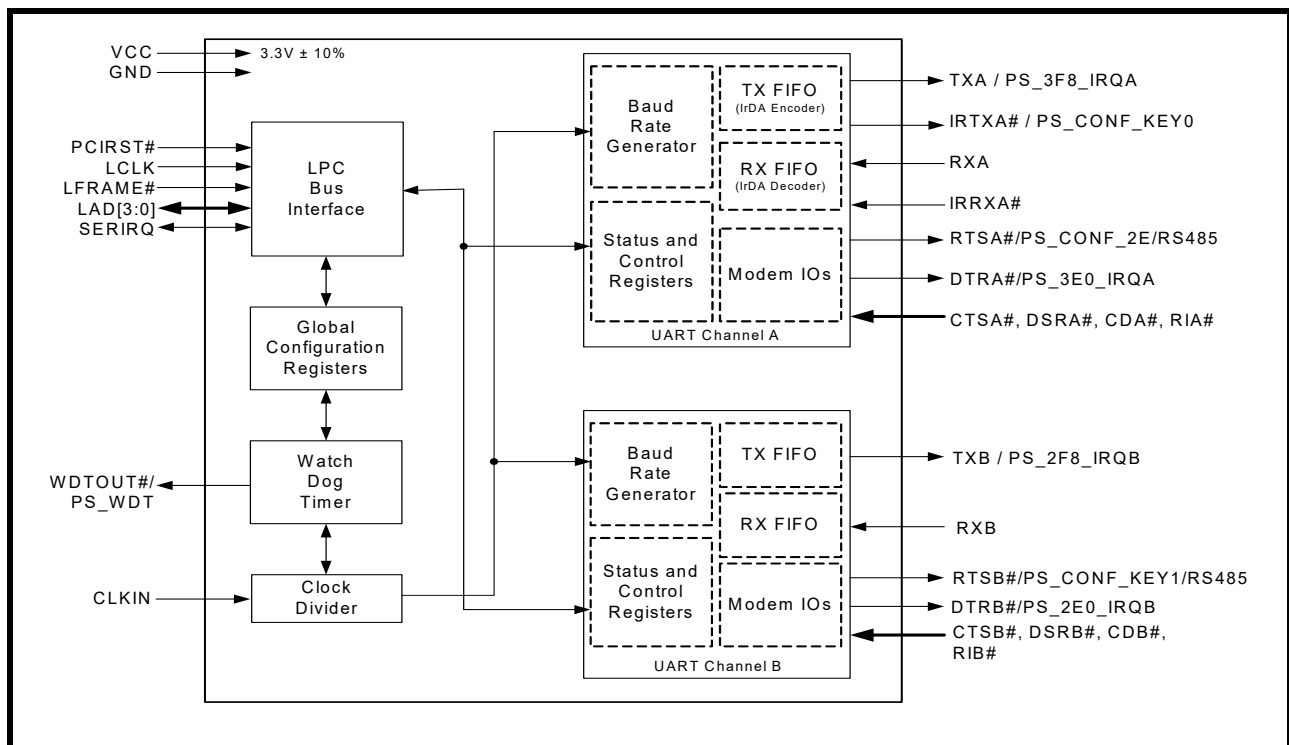 VCC
3.3V ± 10%
GND
PCIRST#
LCLK
LFRAME#
LAD[3:0]
SERIRQ
LPC
Bus
Interface
Global
Configuration
Registers
WDTOUT#/
PS_WDT
Watch
Dog
Timer
CLKIN
Clock
Divider
Baud
Rate
Generator
TX FIFO
(IrDA Encoder)
RX FIFO
(IrDA Decoder)
Status and
Control
Registers
Modem IOs
UART Channel A
TXA / PS_3F8_IRQA
IRTXA# / PS_CONF_KEY0
RXA
IRRXA#
RTSA#/PS_CONF_2E/RS485
DTRA#/PS_3E0_IRQA
CTSA#, DSRA#, CDA#, RIA#
Baud
Rate
Generator
TX FIFO
RX FIFO
Status and
Control
Registers
Modem IOs
UART Channel B
TXB / PS_2F8_IRQB
RXB
RTSB#/PS_CONF_KEY1/RS485
DTRB#/PS_2E0_IRQB
CTSB#, DSRB#, CDB#,
RIB#